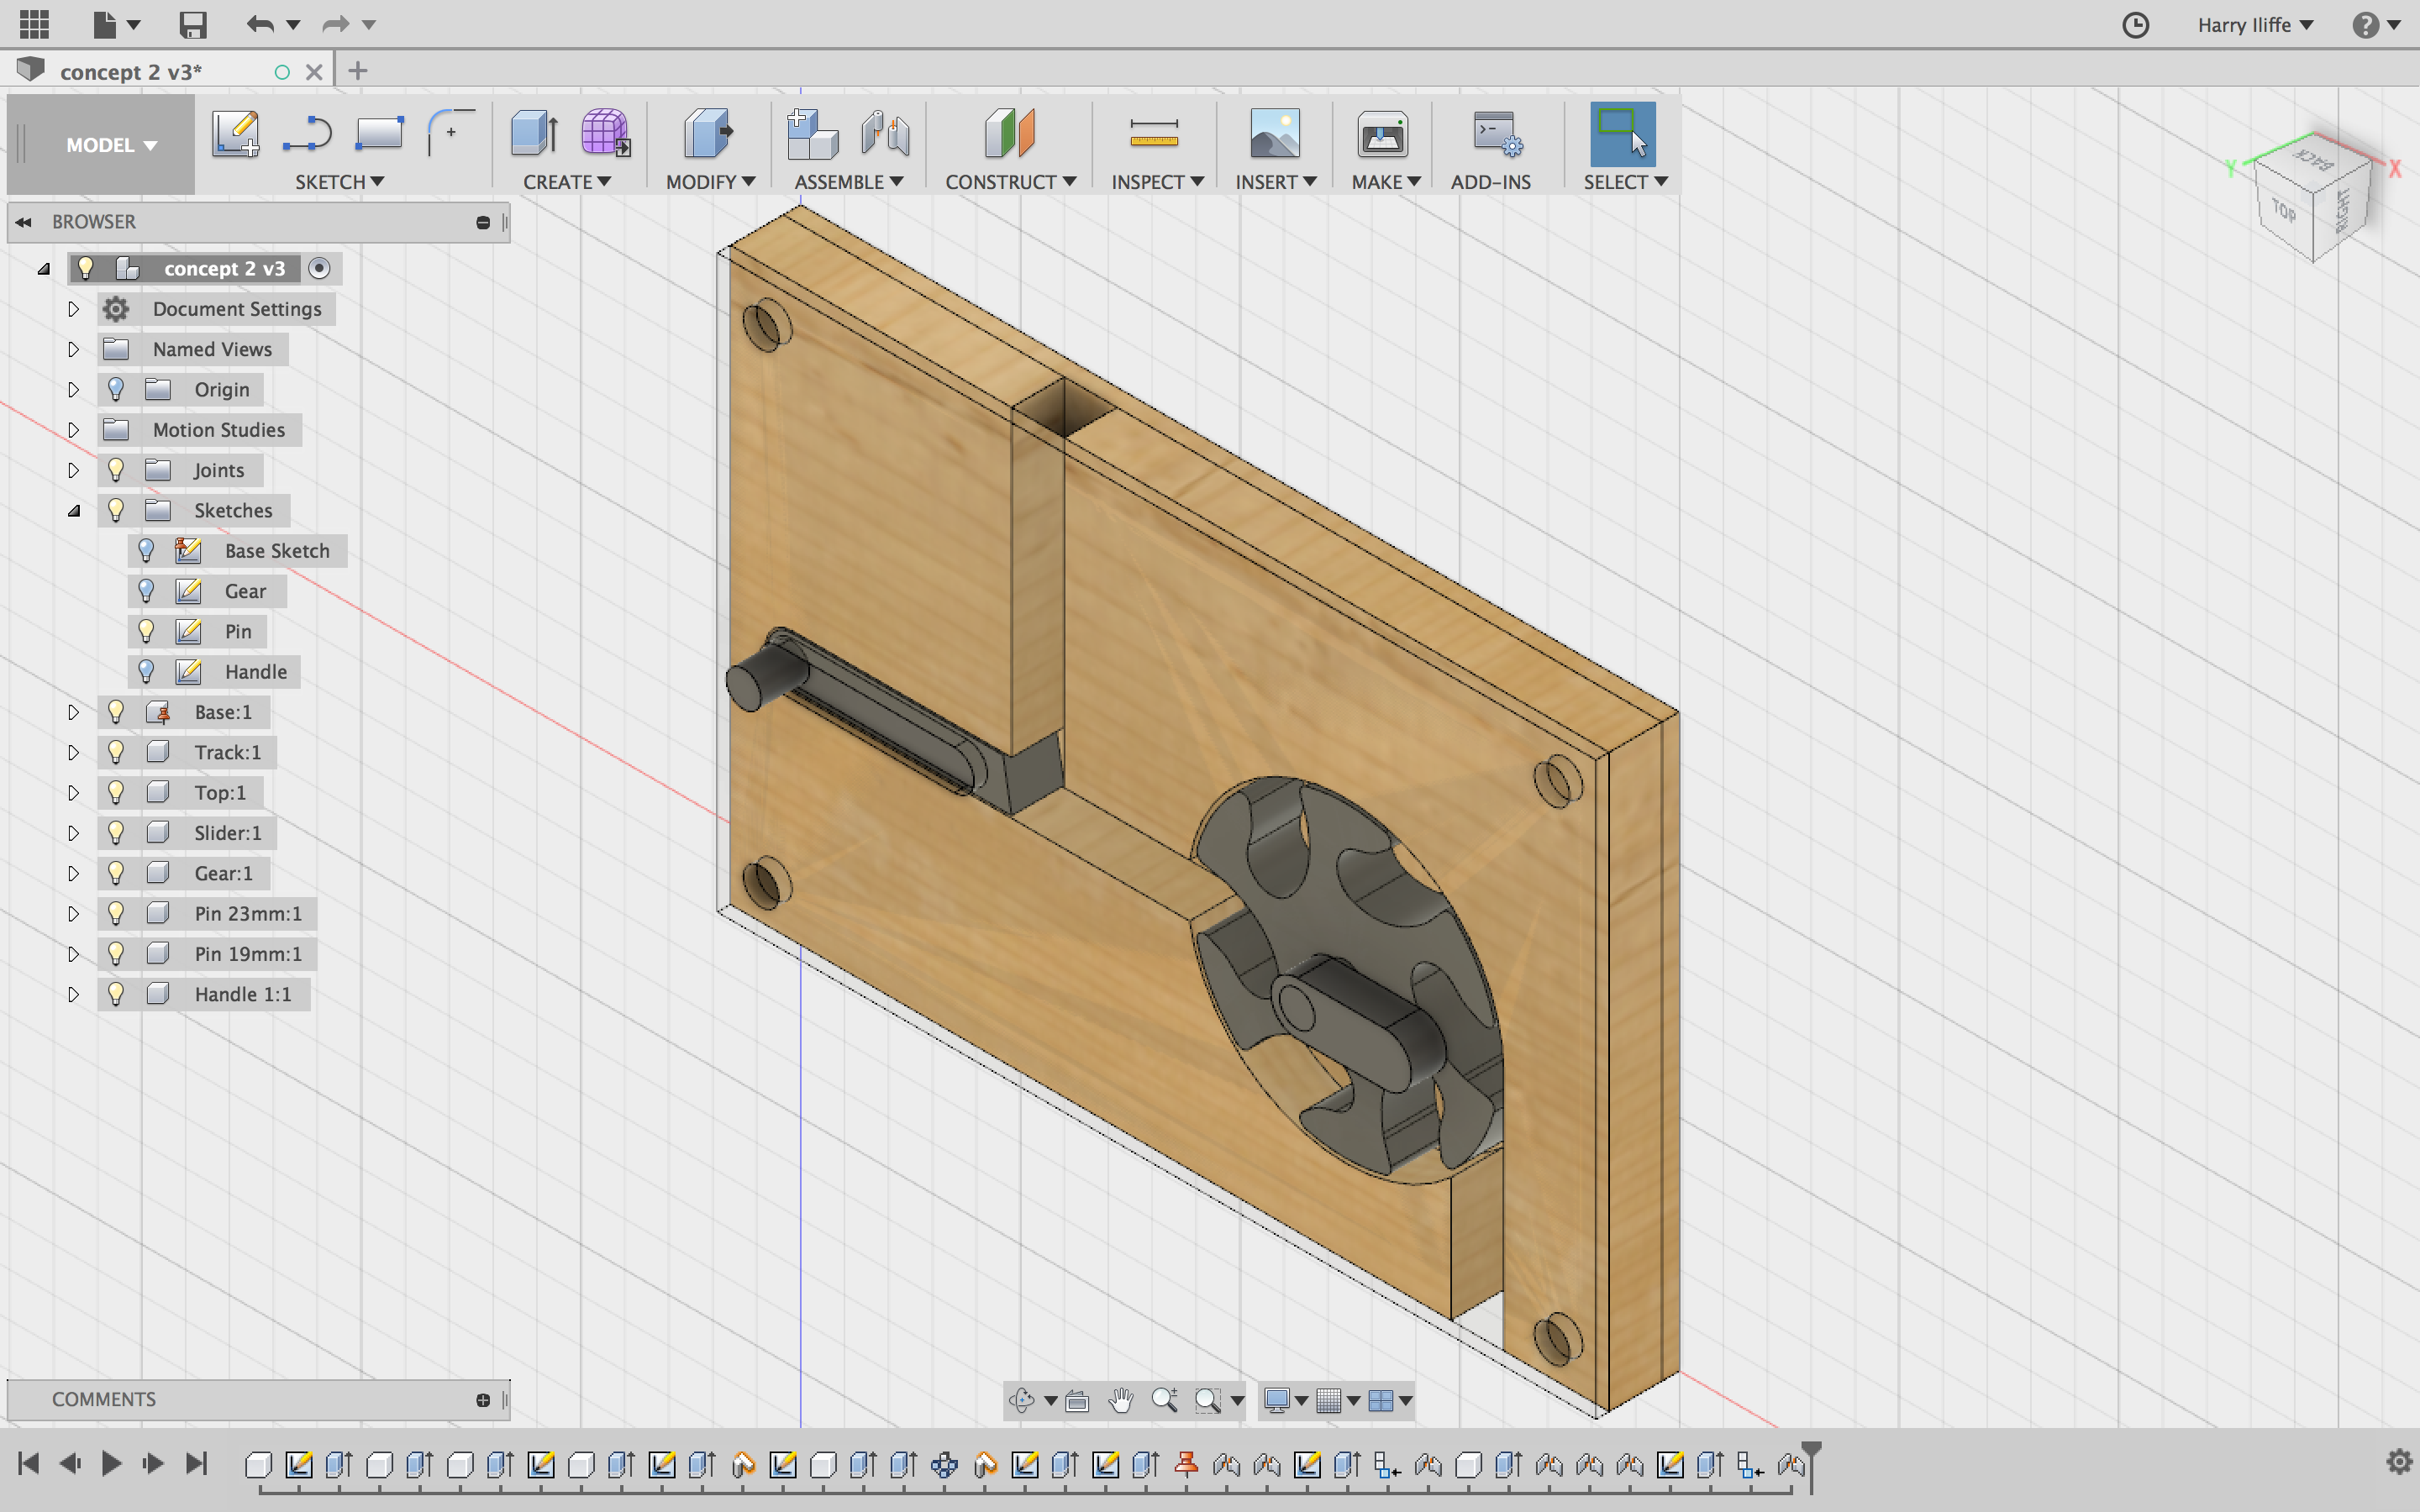 Harry Iliffe
concept 2 v3*
MODEL
SKETCH
CREATE
MODIFY
ASSEMBLE
CONSTRUCT
INSPECT
INSERT
MAKE
ADD-INS
SELECT
Y
X
BACK
TOP
RIGHT
BROWSER
concept 2 v3
Document Settings
Named Views
Origin
Motion Studies
Joints
Sketches
Base Sketch
Gear
Pin
Handle
Base:1
Track:1
Top:1
Slider:1
Gear:1
Pin 23mm:1
Pin 19mm:1
Handle 1:1
COMMENTS